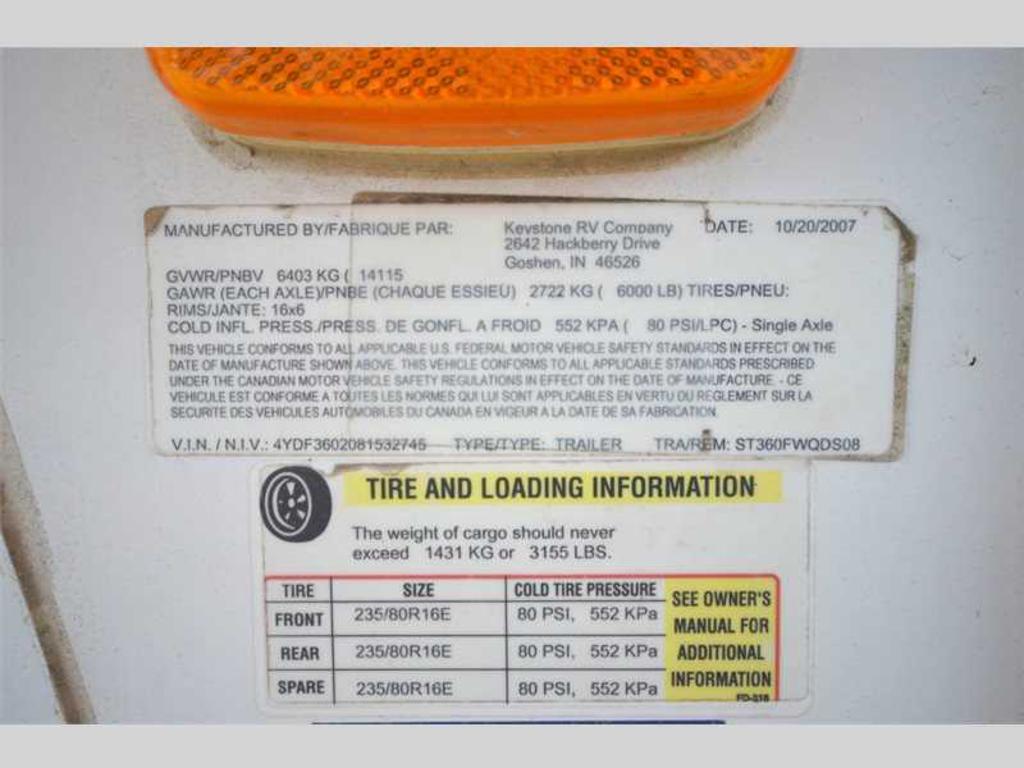 MANUFACTURED BY/FABRIQUE PAR: Keystone RV Company DATE: 10/20/2007
2642 Hackberry Drive
Goshen, IN 46526
GVWR/PNBV 6403 KG ( 14115
GAWR (EACH AXLE)/PNBE (CHAQUE ESSIEU) 2722 KG ( 6000 LB) TIRES/PNEU:
RIMS/JANTE: 16x6
COLD INFL. PRESS./PRESS. DE GONFL. A FROID 552 KPA ( 80 PSI/LPC) - Single Axle
THIS VEHICLE CONFORMS TO ALL APPLICABLE U.S. FEDERAL MOTOR VEHICLE SAFETY STANDARDS IN EFFECT ON THE
DATE OF MANUFACTURE SHOWN ABOVE. THIS VEHICLE CONFORMS TO ALL APPLICABLE STANDARDS PRESCRIBED
UNDER THE CANADIAN MOTOR VEHICLE SAFETY REGULATIONS IN EFFECT ON THE DATE OF MANUFACTURE. - CE
VEHICULE EST CONFORME A TOUTES LES NORMES QUI LUI SONT APPLICABLES EN VERTU DU REGLEMENT SUR LA
SECURITE DES VEHICULES AUTOMOBILES DU CANADA EN VIGEUR A LA DATE DE SA FABRICATION.
V.I.N. / N.I.V.: 4YDF3602081532745 TYPE/TYPE: TRAILER TRA/REM: ST360FWQDS08
TIRE AND LOADING INFORMATION
The weight of cargo should never
exceed 1431 KG or 3155 LBS.
TIRE SIZE COLD TIRE PRESSURE SEE OWNER'S
FRONT 235/80R16E 80 PSI, 552 KPa MANUAL FOR
REAR 235/80R16E 80 PSI, 552 KPa ADDITIONAL
SPARE 235/80R16E 80 PSI, 552 KPa INFORMATION